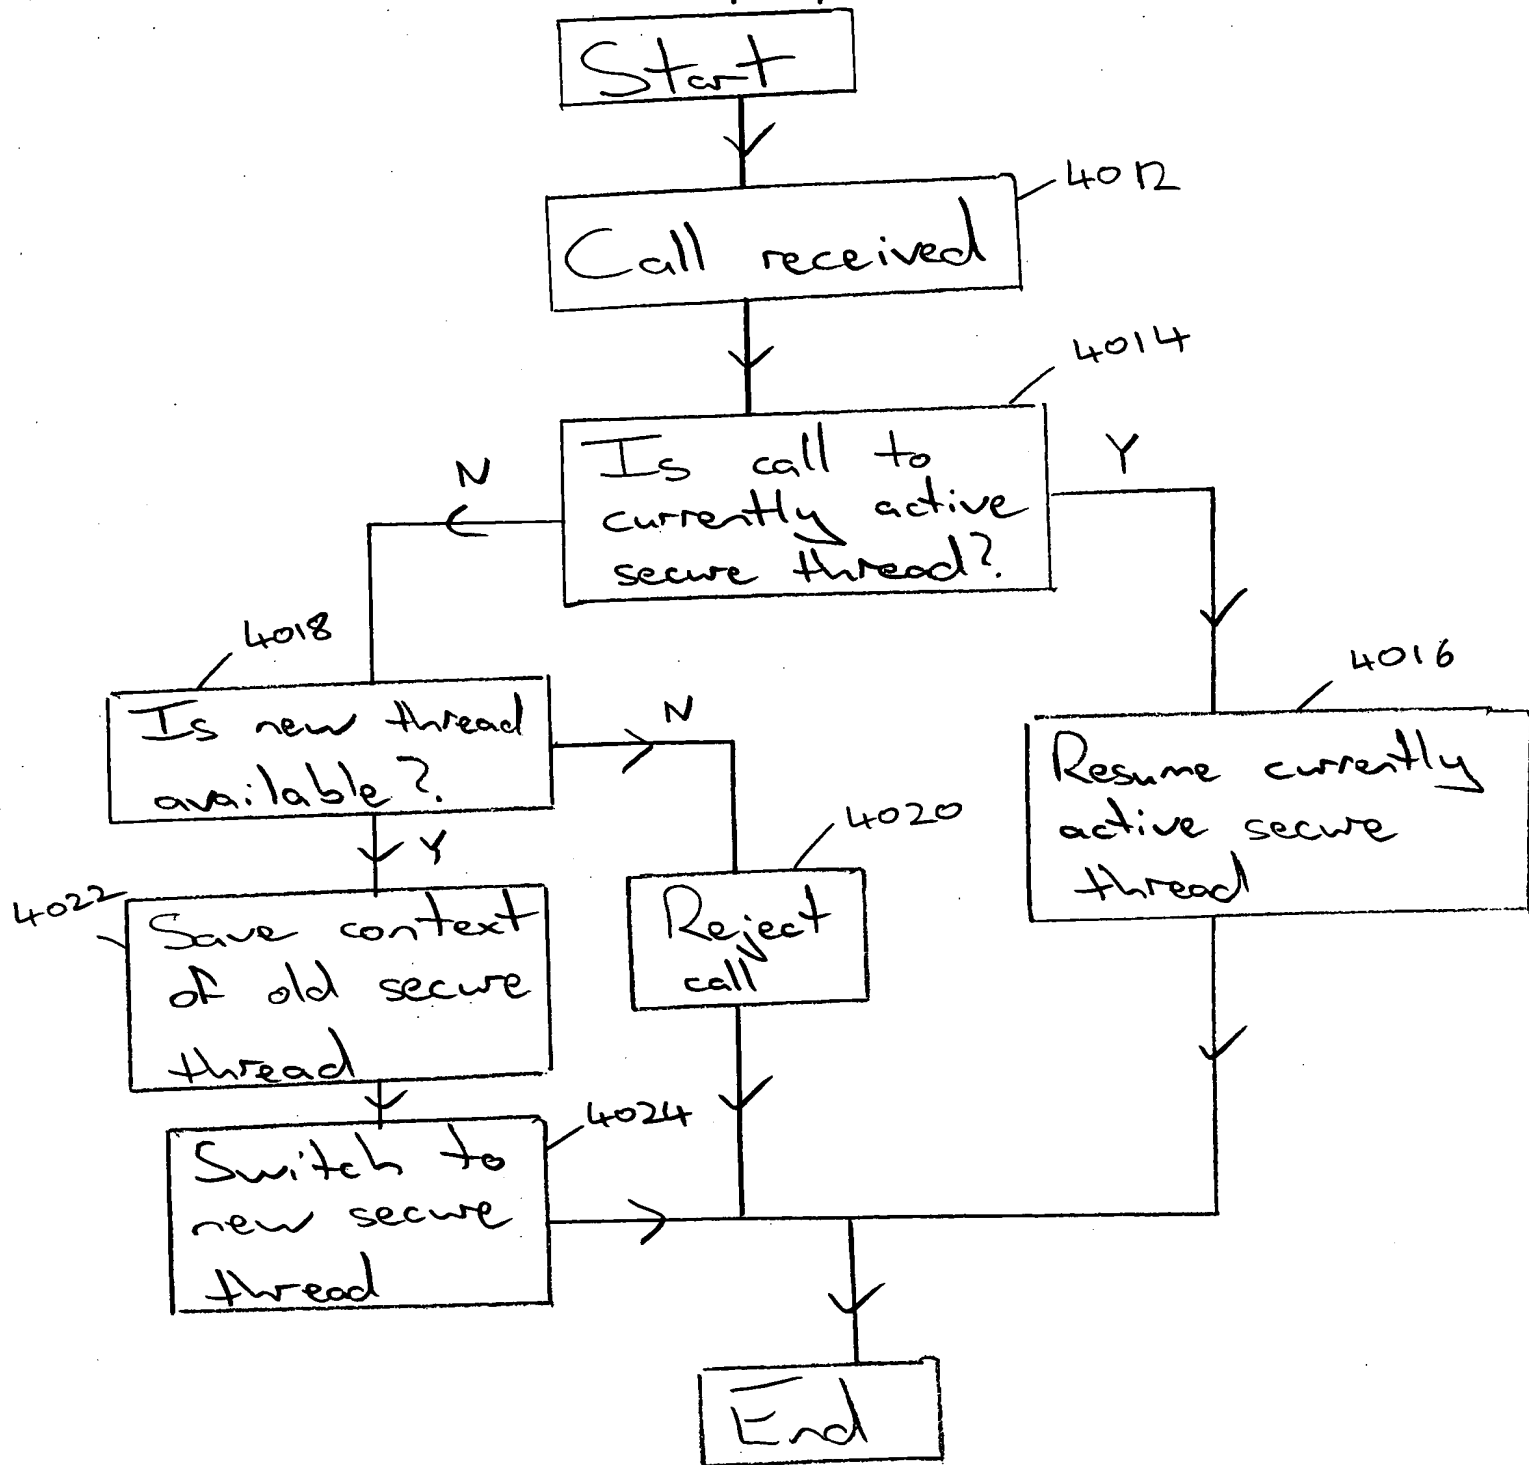 Start
4012
Call received
4014
Is call to
currently active
secure thread?
N
Y
4018
Is new thread
available?
N
Y
4016
Resume currently
active secure
thread
4020
Reject
call
4022
Save context
of old secure
thread
4024
Switch to
new secure
thread
End